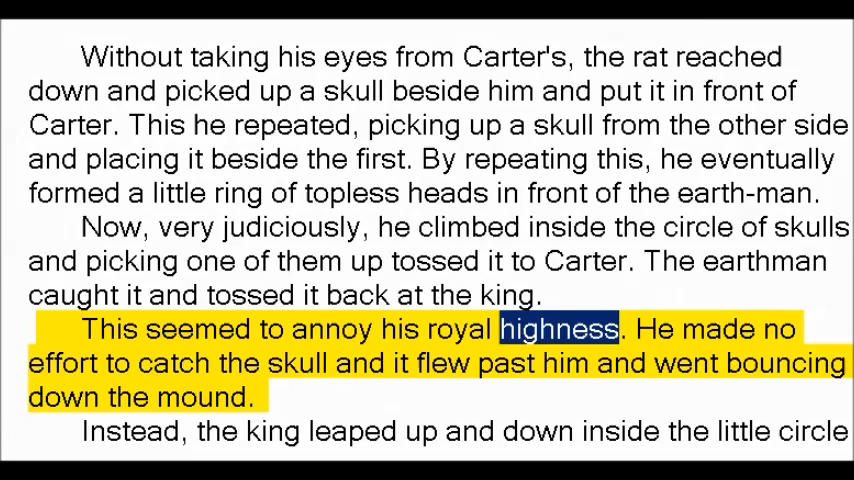 Without taking his eyes from Carter's, the rat reached
down and picked up a skull beside him and put it in front of
Carter. This he repeated, picking up a skull from the other side
and placing it beside the first. By repeating this, he eventually
formed a little ring of topless heads in front of the earth-man.
Now, very judiciously, he climbed inside the circle of skulls
and picking one of them up tossed it to Carter. The earthman
caught it and tossed it back at the king.
This seemed to annoy his royal highness. He made no
effort to catch the skull and it flew past him and went bouncing
down the mound.
Instead, the king leaped up and down inside the little circle